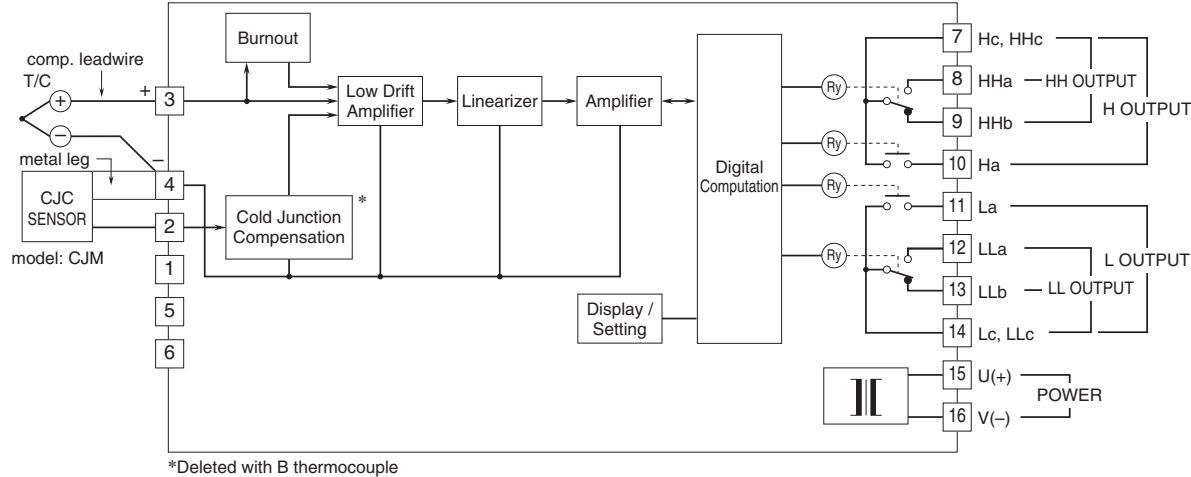 comp. leadwire
T/C
+
−
+
−
metal leg
CJC
SENSOR
model: CJM
3
4
2
1
5
6
Burnout
Low Drift
Amplifier
Linearizer
Amplifier
Cold Junction
Compensation
*
Digital
Computation
Display /
Setting
Ry
Ry
Ry
Ry
7 Hc, HHc
8 HHa
HH OUTPUT
9 HHb
H OUTPUT
10 Ha
11 La
12 LLa
L OUTPUT
13 LLb
LL OUTPUT
14 Lc, LLc
15 U(+)
POWER
16 V(–)
*Deleted with B thermocouple